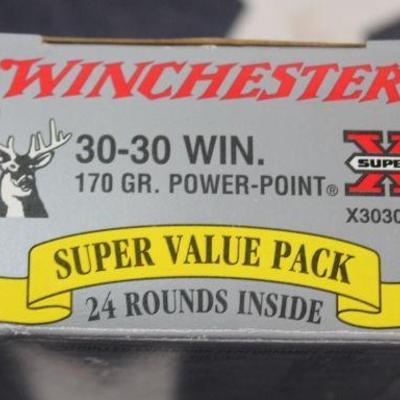 WINCHESTER
30-30 WIN.
170 GR. POWER-POINT®
X SUPER
X3030
SUPER VALUE PACK
24 ROUNDS INSIDE